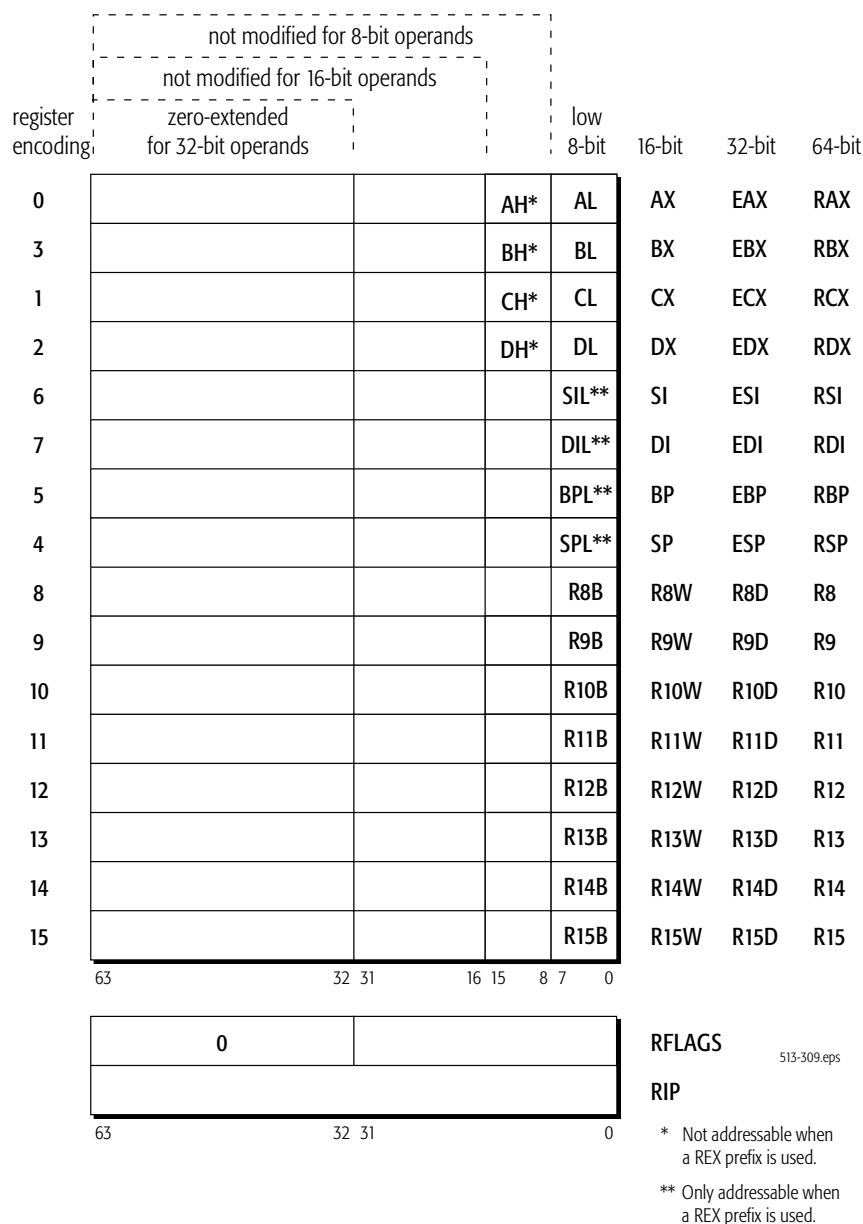 not modified for 8-bit operands
not modified for 16-bit operands
register encoding
zero-extended for 32-bit operands
low 8-bit 16-bit 32-bit 64-bit
0 AH* AL AX EAX RAX
3 BH* BL BX EBX RBX
1 CH* CL CX ECX RCX
2 DH* DL DX EDX RDX
6 SIL** SI ESI RSI
7 DIL** DI EDI RDI
5 BPL** BP EBP RBP
4 SPL** SP ESP RSP
8 R8B R8W R8D R8
9 R9B R9W R9D R9
10 R10B R10W R10D R10
11 R11B R11W R11D R11
12 R12B R12W R12D R12
13 R13B R13W R13D R13
14 R14B R14W R14D R14
15 R15B R15W R15D R15
63 32 31 16 15 8 7 0
0 RFLAGS
513-309.eps
RIP
63 32 31 0
* Not addressable when
a REX prefix is used.
** Only addressable when
a REX prefix is used.